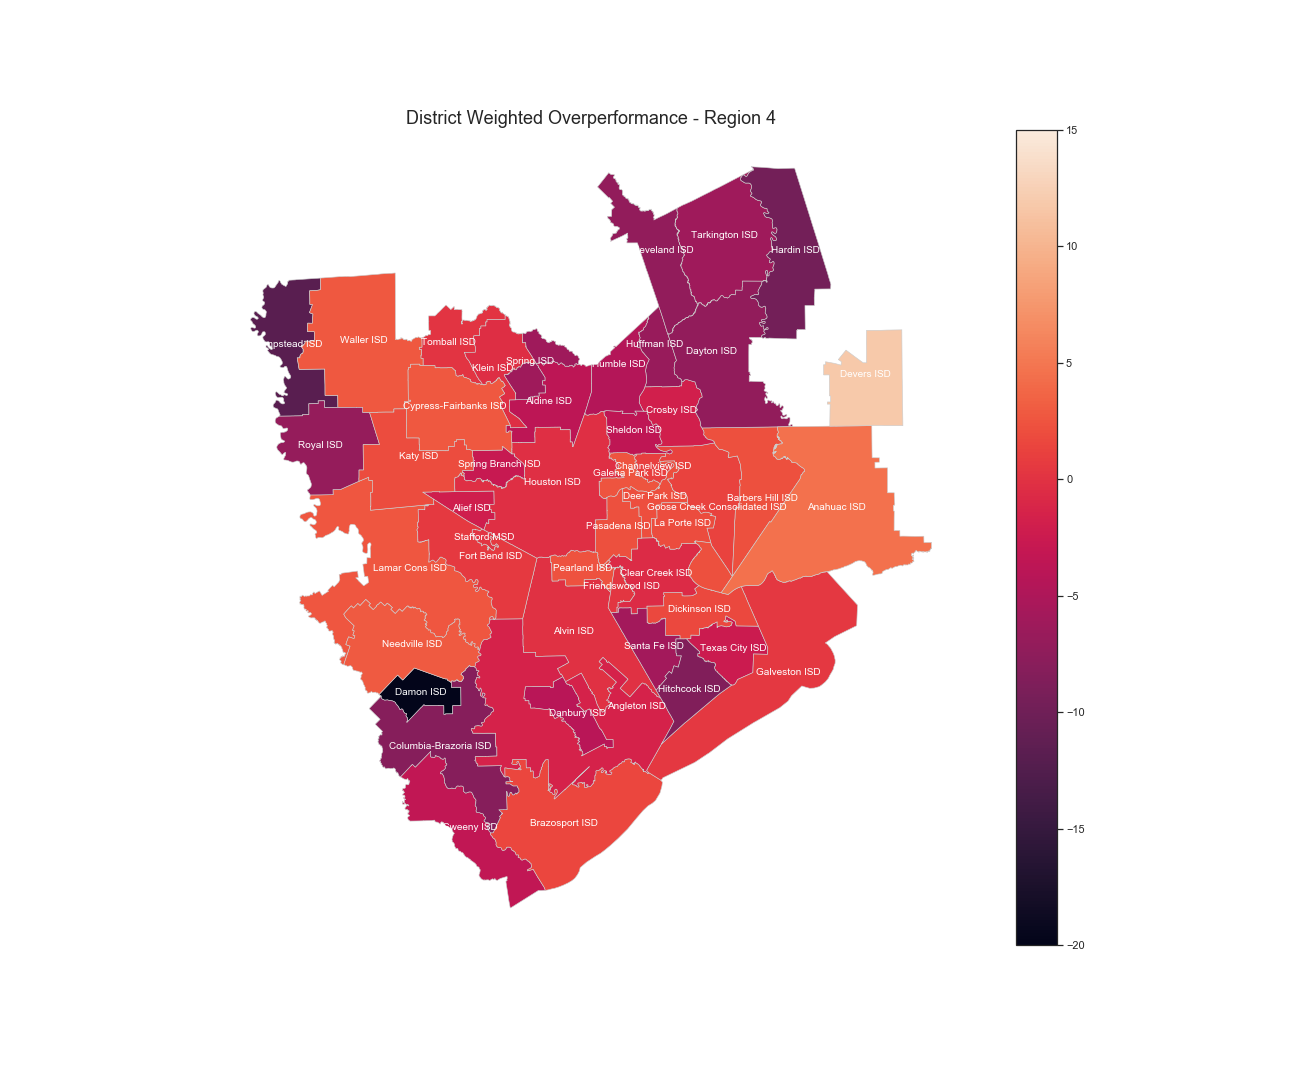 District Weighted Overperformance - Region 4
15
10
5
0
−5
−10
−15
−20
Tarkington ISD
eveland ISD
Hardin ISD
Waller ISD
Tomball ISD
mpstead ISD
Huffman ISD
Dayton ISD
Spring ISD
Klein ISD
Humble ISD
Devers ISD
Aldine ISD
Cypress-Fairbanks ISD
Crosby ISD
Sheldon ISD
Royal ISD
Katy ISD
Spring Branch ISD
Channelview ISD
Galena Park ISD
Houston ISD
Deer Park ISD
Barbers Hill ISD
Goose Creek Consolidated ISD
Anahuac ISD
Alief ISD
Pasadena ISD
La Porte ISD
Stafford MSD
Fort Bend ISD
Lamar Cons ISD
Pearland ISD
Clear Creek ISD
Friendswood ISD
Dickinson ISD
Alvin ISD
Needville ISD
Santa Fe ISD
Texas City ISD
Galveston ISD
Hitchcock ISD
Damon ISD
Angleton ISD
Danbury ISD
Columbia-Brazoria ISD
Brazosport ISD
Sweeny ISD